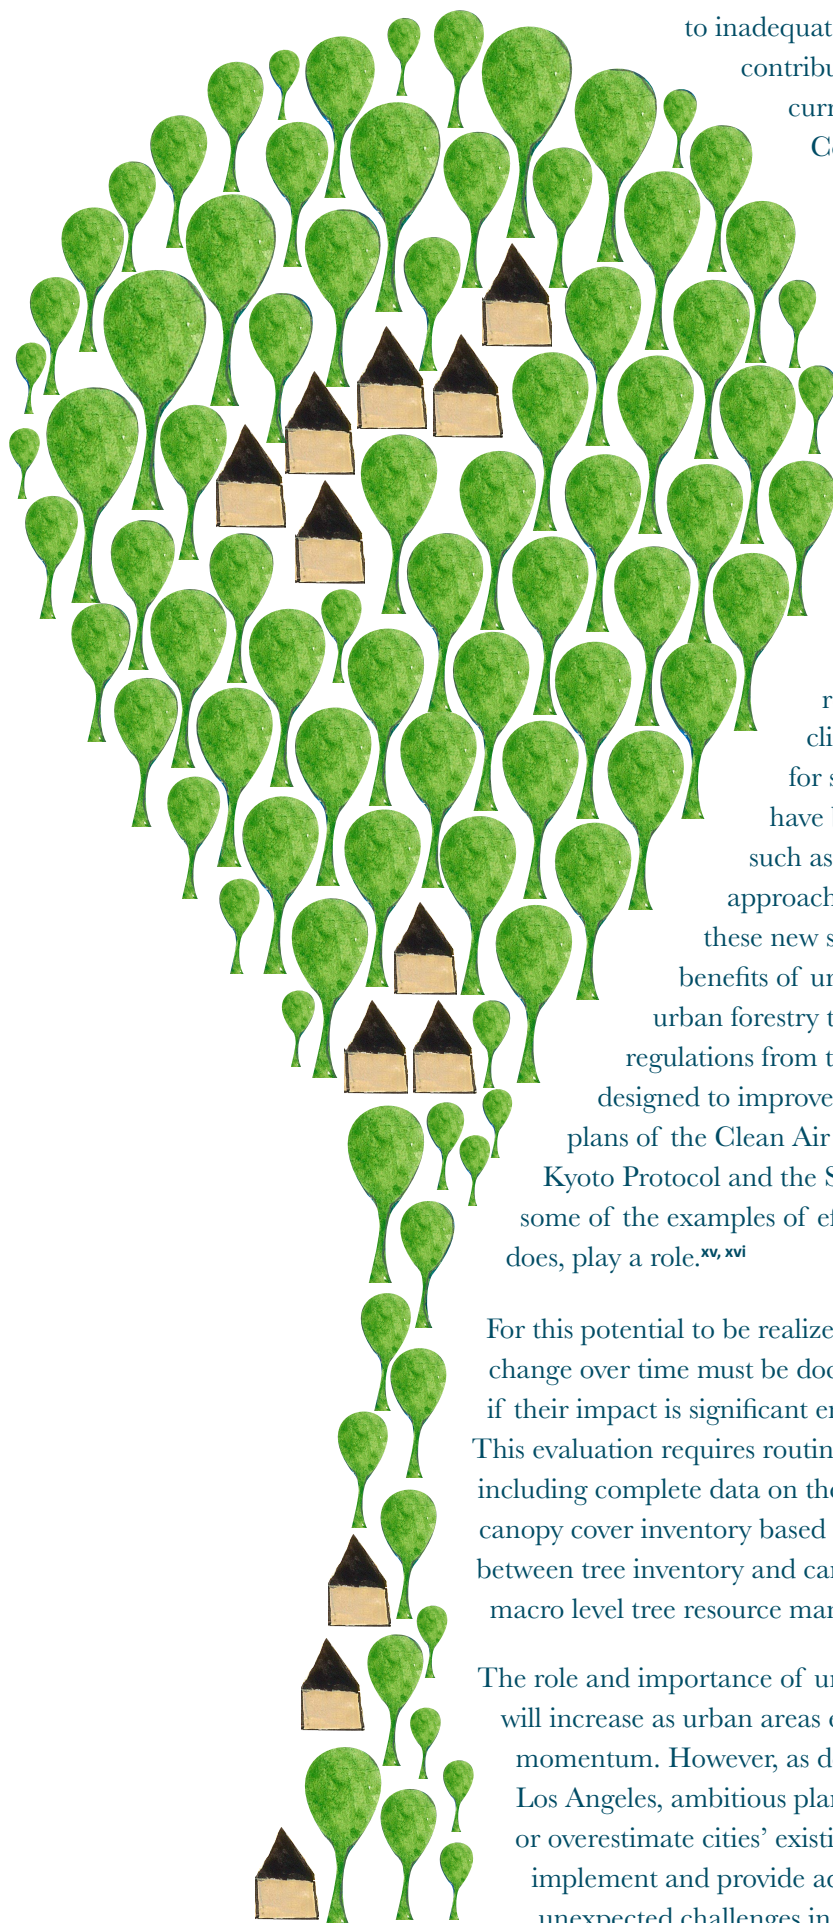 to inadequat
contribu
curr
C
r
cli
for s
have b
such as
approach
these new s
benefits of ur
urban forestry t
regulations from t
designed to improve
plans of the Clean Air
Kyoto Protocol and the S
some of the examples of ef
does, play a role.xv, xvi
For this potential to be realize
change over time must be doc
if their impact is significant en
This evaluation requires routin
including complete data on the
canopy cover inventory based
between tree inventory and can
macro level tree resource man
The role and importance of ur
will increase as urban areas e
momentum. However, as d
Los Angeles, ambitious plan
or overestimate cities’ existi
implement and provide ad
unexpected challenges in